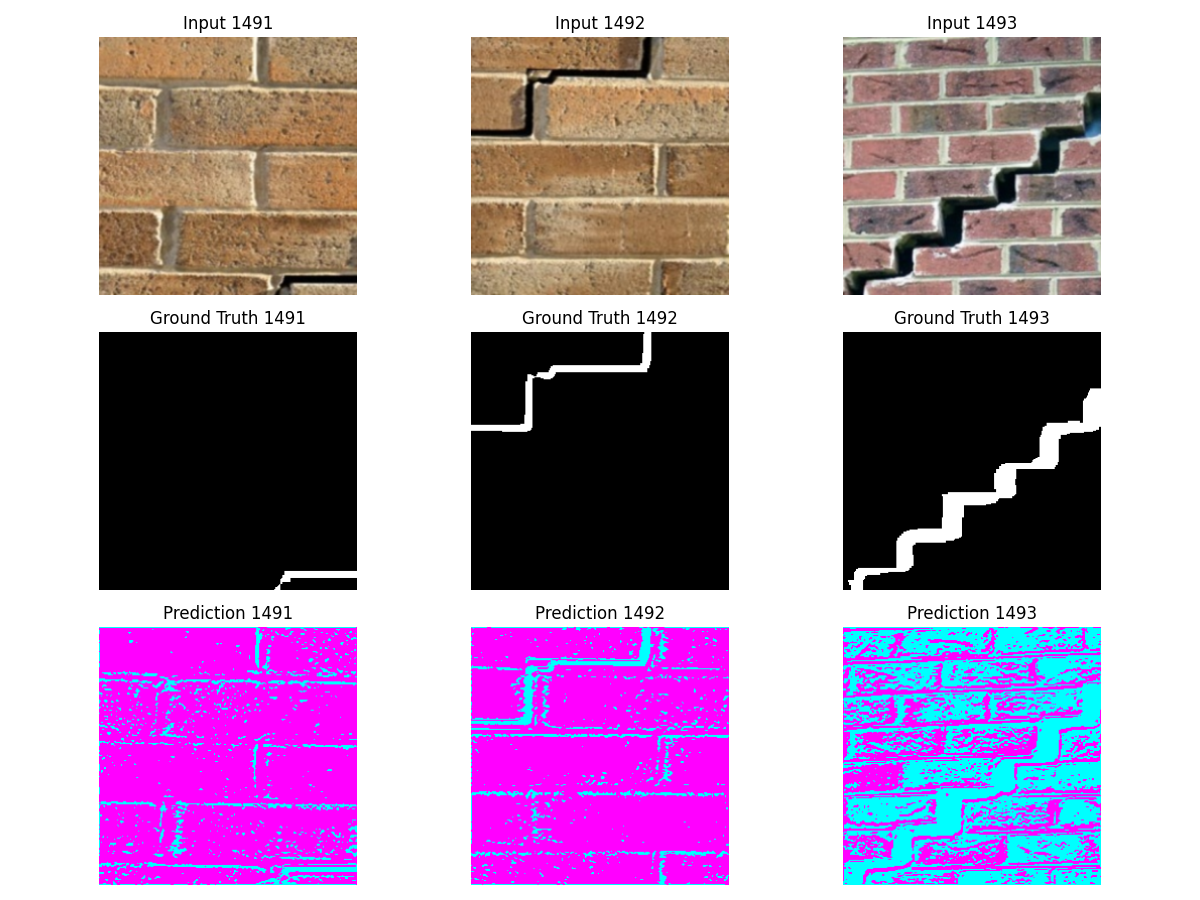 Input 1491
Input 1492
Input 1493
Ground Truth 1491
Ground Truth 1492
Ground Truth 1493
Prediction 1491
Prediction 1492
Prediction 1493